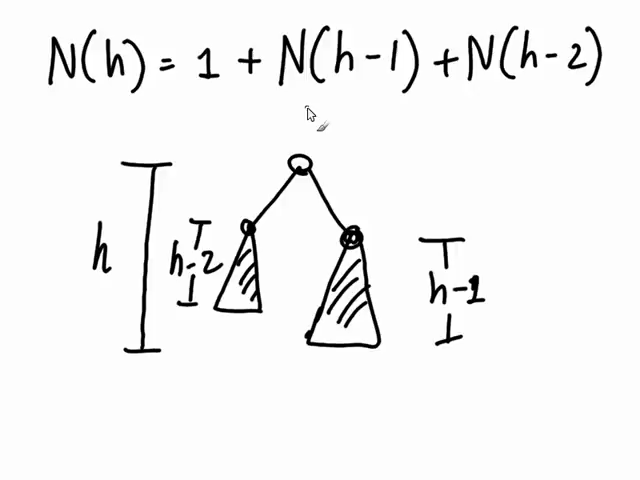 N(h) = 1 + N(h-1) + N(h-2)
h
h-2
h-1